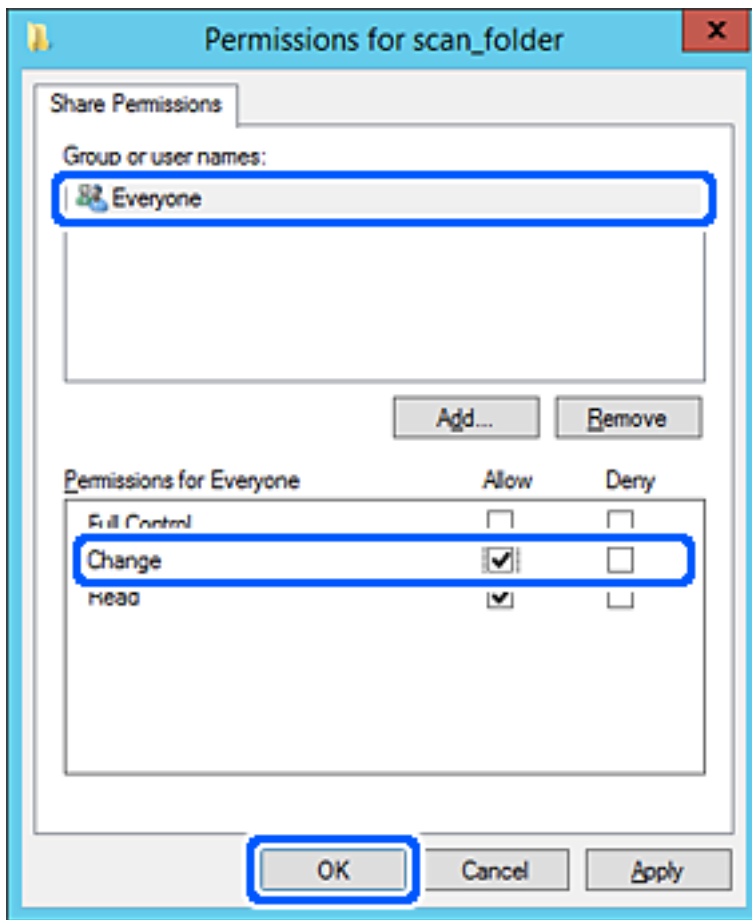 Permissions for scan_folder
Share Permissions
Group or user names:
Everyone
Add...
Remove
Permissions for Everyone Allow Deny
Full Control
Change
Read
OK
Cancel
Apply